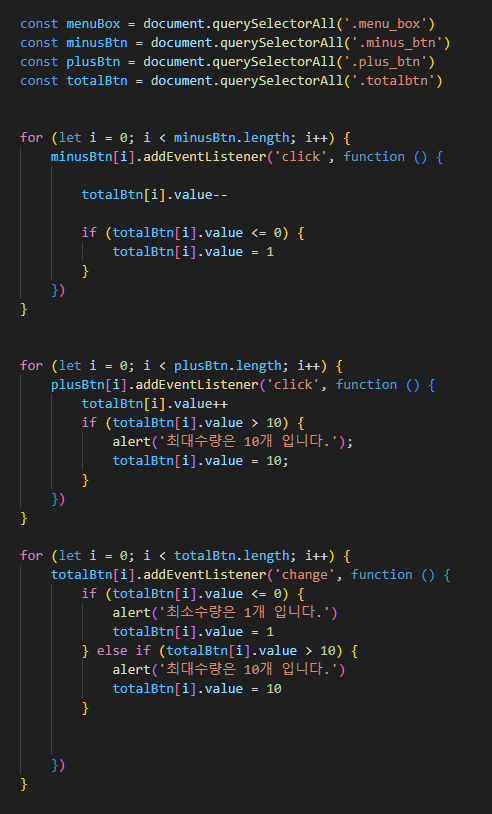 const menuBox = document.querySelectorAll('.menu_box')
const minusBtn = document.querySelectorAll('.minus_btn')
const plusBtn = document.querySelectorAll('.plus_btn')
const totalBtn = document.querySelectorAll('.totalbtn')
for (let i = 0; i < minusBtn.length; i++) {
minusBtn[i].addEventListener('click', function () {
totalBtn[i].value--
if (totalBtn[i].value <= 0) {
totalBtn[i].value = 1
}
})
}
for (let i = 0; i < plusBtn.length; i++) {
plusBtn[i].addEventListener('click', function () {
totalBtn[i].value++
if (totalBtn[i].value > 10) {
alert('최대수량은 10개 입니다.');
totalBtn[i].value = 10;
}
})
}
for (let i = 0; i < totalBtn.length; i++) {
totalBtn[i].addEventListener('change', function () {
if (totalBtn[i].value <= 0) {
alert('최소수량은 1개 입니다.')
totalBtn[i].value = 1
} else if (totalBtn[i].value > 10) {
alert('최대수량은 10개 입니다.')
totalBtn[i].value = 10
}
})
}